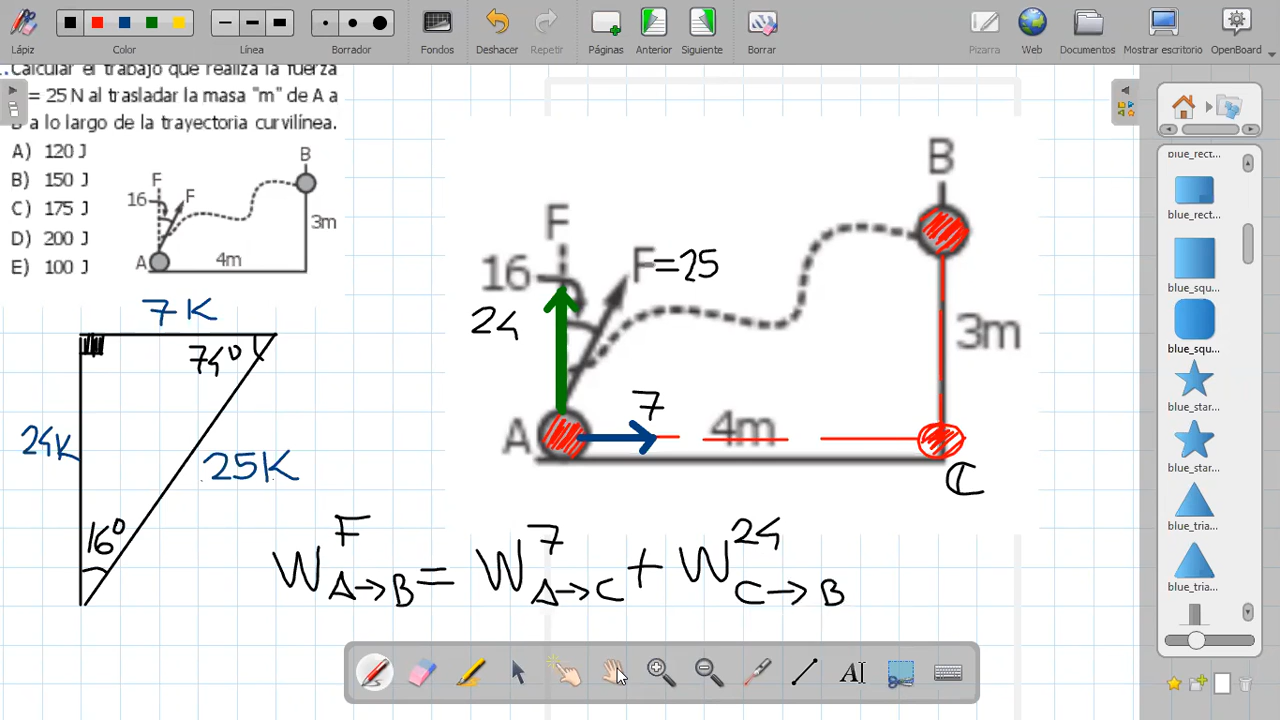 Lápiz
Color
Línea
Borrador
Fondos
Deshacer
Repetir
Páginas
Anterior
Siguiente
Borrar
Pizarra
Web
Documentos
Mostrar escritorio
OpenBoard
.Calcular el trabajo que realiza la fuerza
= 25 N al trasladar la masa "m" de A a
B a lo largo de la trayectoria curvilínea.
A) 120 J
B) 150 J
C) 175 J
D) 200 J
E) 100 J
B
F
16
F
3m
A
4m
B
F
16
F=25
24
3m
7
A
4m
C
7K
74°
24K
25K
16°
W F A→B = W 7 A→C + W 24 C→B
blue_rect...
blue_rect...
blue_squ...
blue_squ...
blue_star...
blue_star...
blue_tria...
blue_tria...
AI